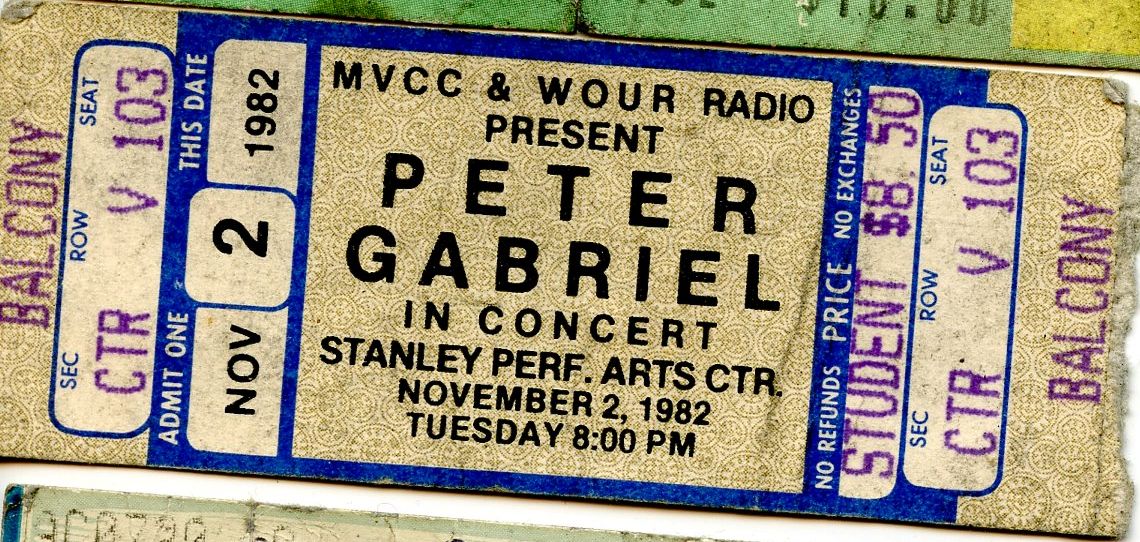 $10.00
BALCONY
SEC ROW SEAT
CTR V 103
ADMIT ONE THIS DATE
NOV 2 1982
MVCC & WOUR RADIO
PRESENT
PETER
GABRIEL
IN CONCERT
STANLEY PERF. ARTS CTR.
NOVEMBER 2, 1982
TUESDAY 8:00 PM
NO REFUNDS PRICE NO EXCHANGES
STUDENT $8.50
SEC ROW SEAT
CTR V 103
BALCONY